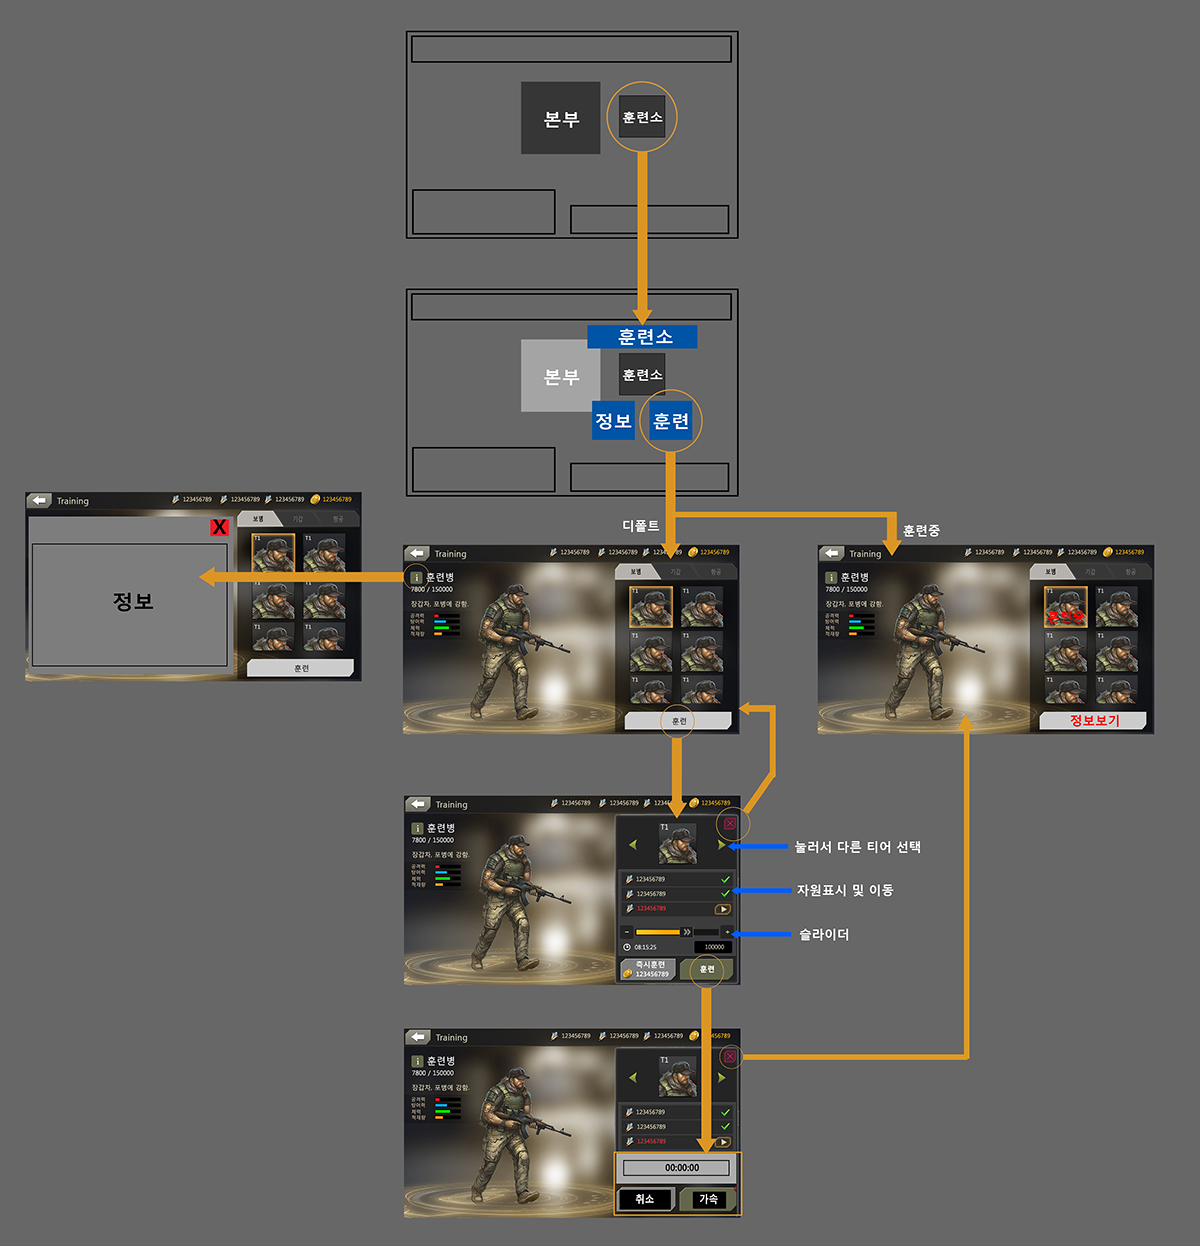 본부
훈련소
훈련소
본부
훈련소
정보
훈련
디폴트
훈련중
Training
123456789
123456789
123456789
123456789
X
보병
기갑
항공
T1
T1
T1
T1
정보
훈련
Training
123456789
123456789
123456789
i 훈련병
7800 / 150000
장갑차, 포병에 강함.
공격력
방어력
체력
적재량
보병
기갑
항공
T1
T1
T1
T1
T1
T1
훈련
Training
123456789
123456789
123456789
123456789
i 훈련병
7800 / 150000
장갑차, 포병에 강함.
공격력
방어력
체력
적재량
보병
기갑
항공
T1
T1
T1
T1
T1
T1
정보보기
Training
123456789
123456789
123456789
i 훈련병
7800 / 150000
장갑차, 포병에 강함.
공격력
방어력
체력
적재량
T1
눌러서 다른 티어 선택
123456789
123456789
123456789
자원표시 및 이동
슬라이더
08:15:25
100000
즉시훈련
123456789
훈련
Training
123456789
123456789
123456789
i 훈련병
7800 / 150000
장갑차, 포병에 강함.
공격력
방어력
체력
적재량
T1
123456789
123456789
123456789
00:00:00
취소
가속